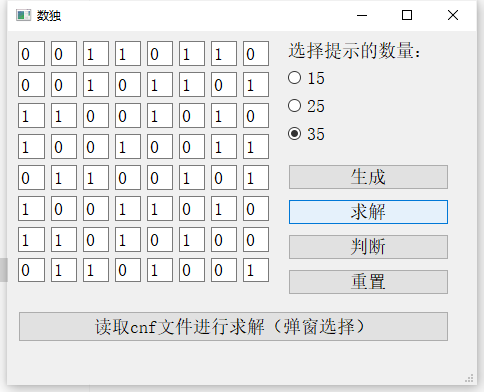 数独
0 0 1 1 0 1 1 0
0 0 1 0 1 1 0 1
1 1 0 0 1 0 1 0
1 0 0 1 0 0 1 1
0 1 1 0 0 1 0 1
1 0 0 1 1 0 1 0
1 1 0 1 0 1 0 0
0 1 1 0 1 0 0 1
选择提示的数量：
15
25
35
生成
求解
判断
重置
读取cnf文件进行求解（弹窗选择）